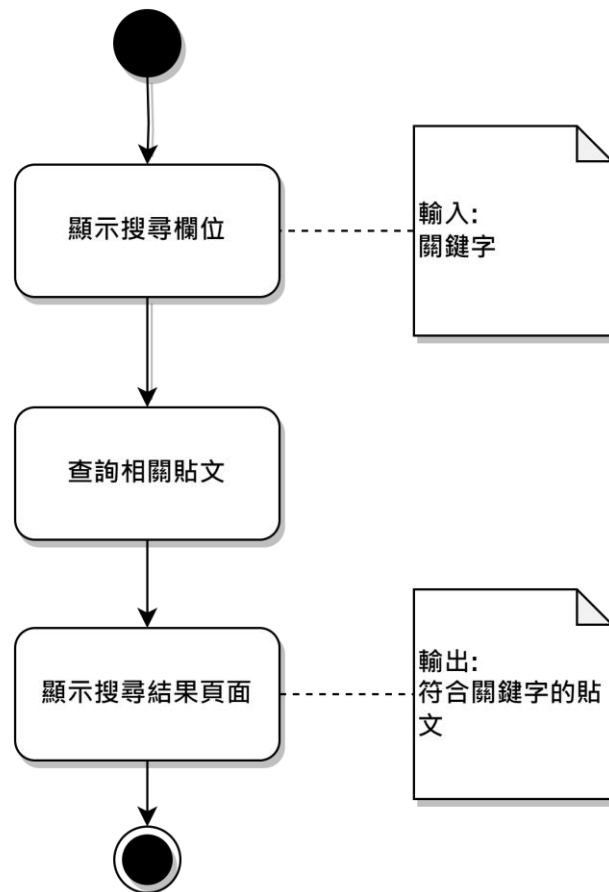 顯示搜尋欄位
輸入:
關鍵字
查詢相關貼文
顯示搜尋結果頁面
輸出:
符合關鍵字的貼
文